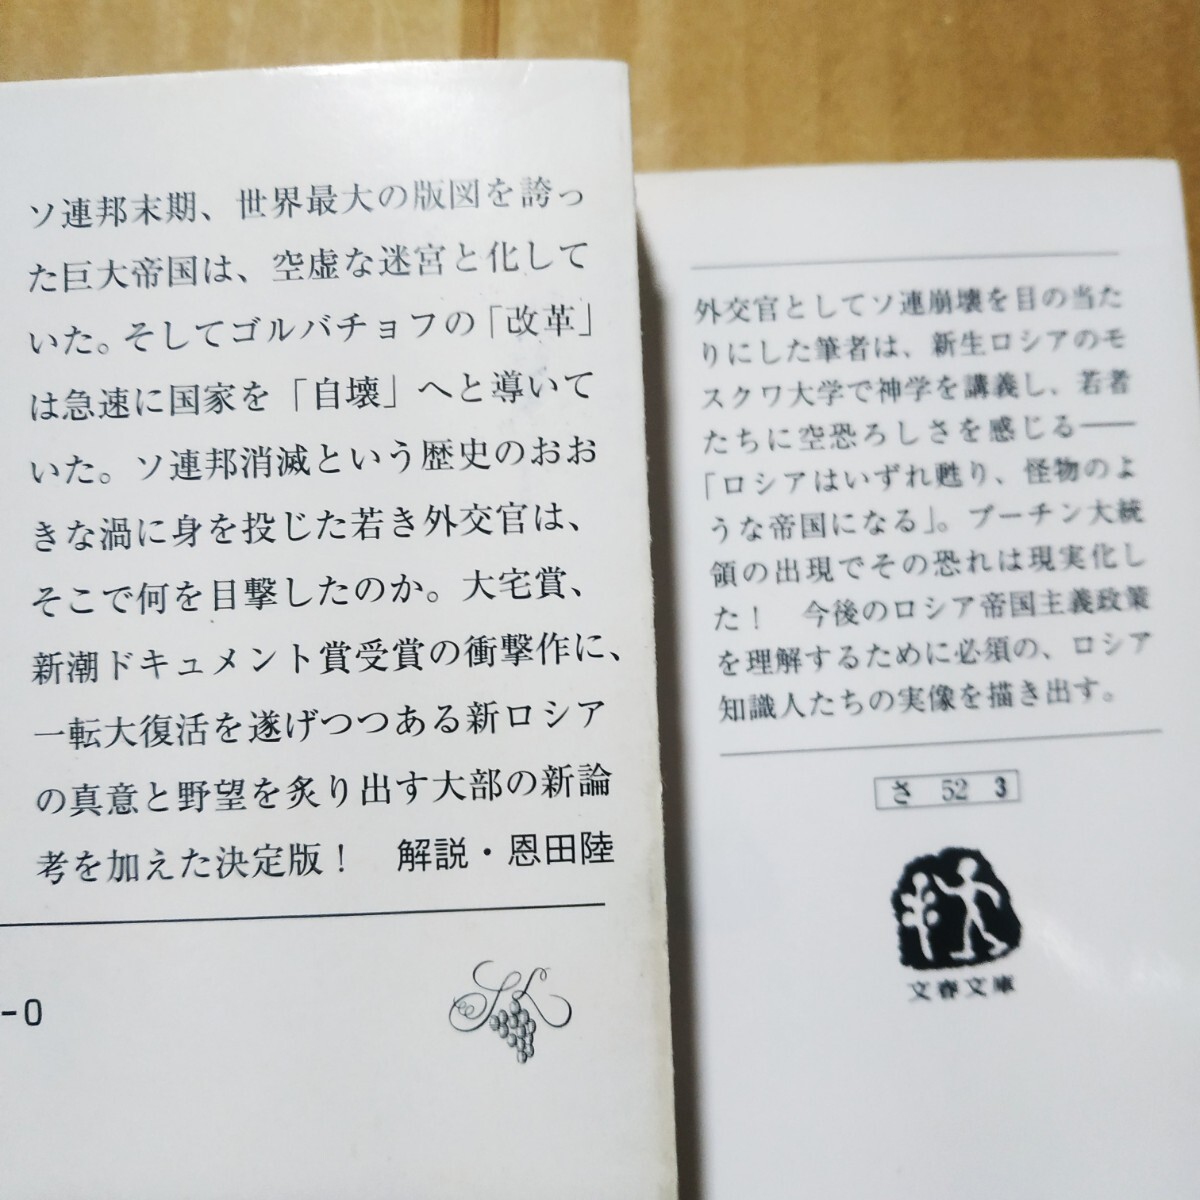 ソ連邦末期、世界最大の版図を誇っ
た巨大帝国は、空虚な迷宮と化して
いた。そしてゴルバチョフの「改革」
は急速に国家を「自壊」へと導いて
いた。ソ連邦消滅という歴史のおお
きな渦に身を投じた若き外交官は、
そこで何を目撃したのか。大宅賞、
新潮ドキュメント賞受賞の衝撃作に、
一転大復活を遂げつつある新ロシア
の真意と野望を炙り出す大部の新論
考を加えた決定版！　解説・恩田陸
-0
外交官としてソ連崩壊を目の当た
りにした筆者は、新生ロシアのモ
スクワ大学で神学を講義し、若者
たちに空恐ろしさを感じる――
「ロシアはいずれ甦り、怪物のよ
うな帝国になる」。プーチン大統
領の出現でその恐れは現実化し
た！　今後のロシア帝国主義政策
を理解するために必須の、ロシア
知識人たちの実像を描き出す。
さ 52 3
文春文庫